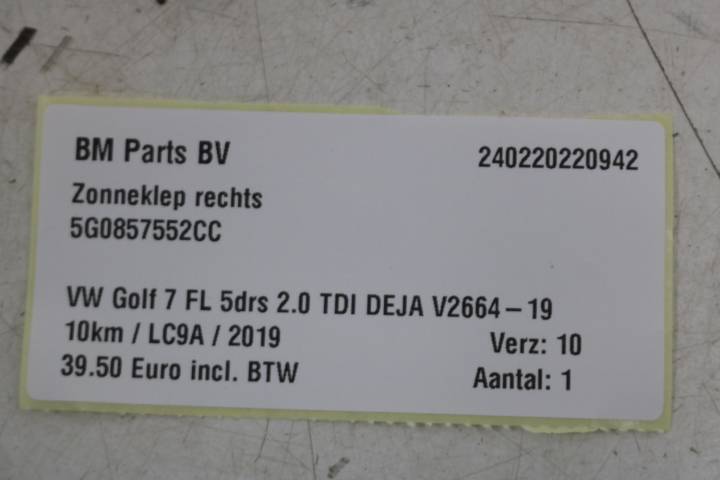 BM Parts BV 240220220942
Zonneklep rechts
5G0857552CC
VW Golf 7 FL 5drs 2.0 TDI DEJA V2664 – 19
10km / LC9A / 2019 Verz: 10
39.50 Euro incl. BTW Aantal: 1